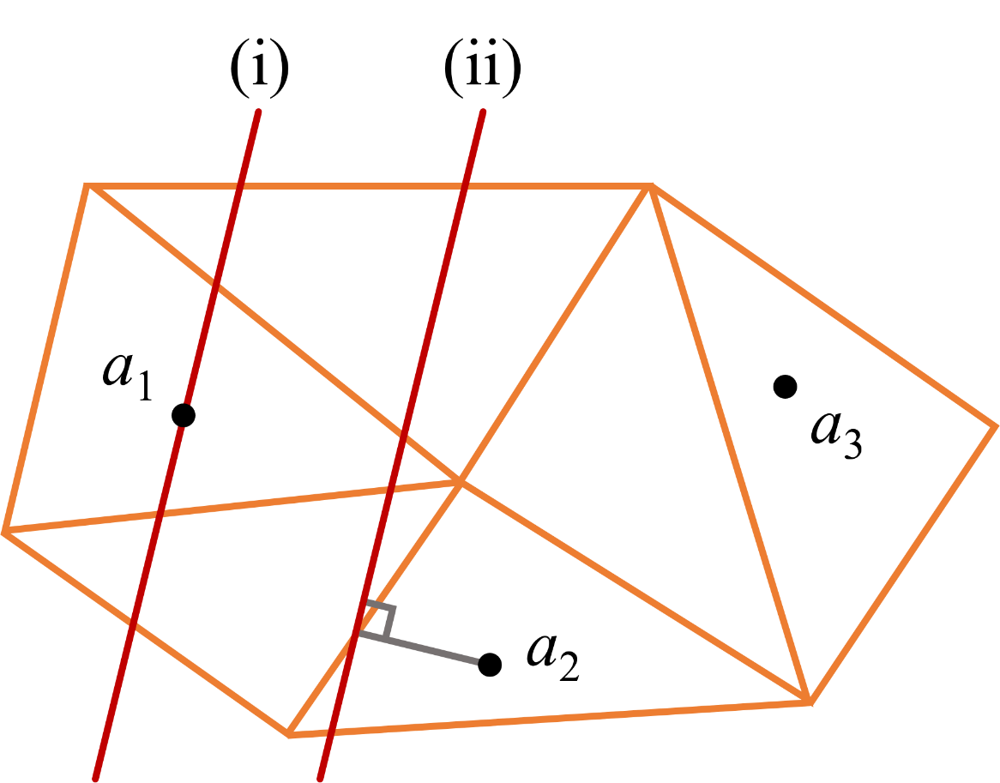 (i)
(ii)
a₁
a₃
a₂